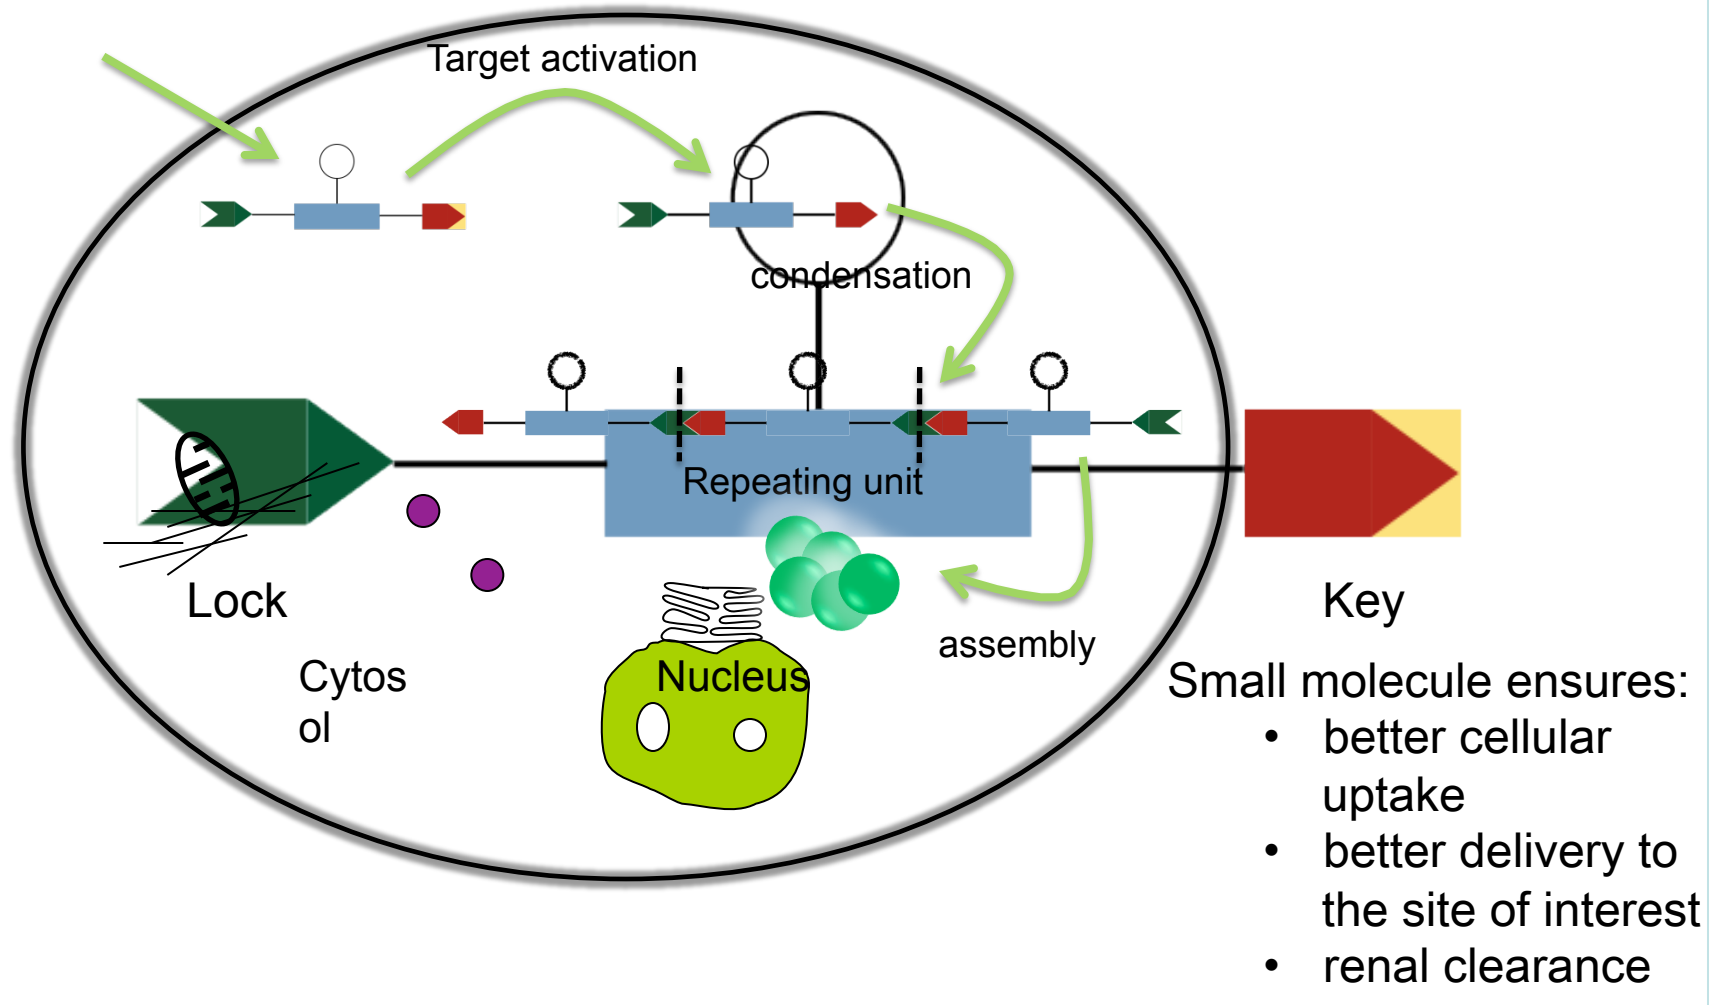 Target activation
condensation
Repeating unit
Lock
Key
assembly
Cytos
ol
Nucleus
Small molecule ensures:
• better cellular
uptake
• better delivery to
the site of interest
• renal clearance